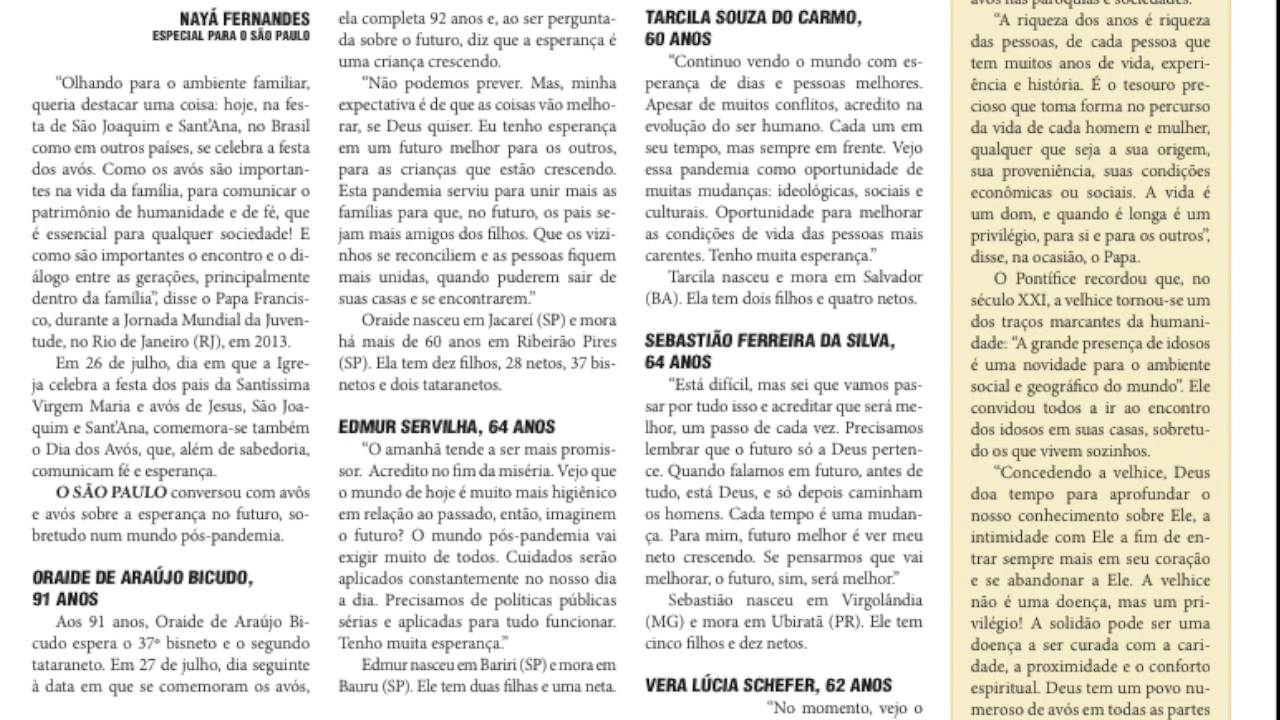 NAYÁ FERNANDES
ESPECIAL PARA O SÃO PAULO
“Olhando para o ambiente familiar,
queria destacar uma coisa: hoje, na fes-
ta de São Joaquim e Sant’Ana, no Brasil
como em outros países, se celebra a festa
dos avós. Como os avós são importan-
tes na vida da família, para comunicar o
patrimônio de humanidade e de fé, que
é essencial para qualquer sociedade! E
como são importantes o encontro e o di-
álogo entre as gerações, principalmente
dentro da família”, disse o Papa Francis-
co, durante a Jornada Mundial da Juven-
tude, no Rio de Janeiro (RJ), em 2013.
Em 26 de julho, dia em que a Igre-
ja celebra a festa dos pais da Santíssima
Virgem Maria e avós de Jesus, São Joa-
quim e Sant’Ana, comemora-se também
o Dia dos Avós, que, além de sabedoria,
comunicam fé e esperança.
O SÃO PAULO conversou com avôs
e avós sobre a esperança no futuro, so-
bretudo num mundo pós-pandemia.
ORAIDE DE ARAÚJO BICUDO,
91 ANOS
Aos 91 anos, Oraide de Araújo Bi-
cudo espera o 37º bisneto e o segundo
tataraneto. Em 27 de julho, dia seguinte
à data em que se comemoram os avós,
ela completa 92 anos e, ao ser pergunta-
da sobre o futuro, diz que a esperança é
uma criança crescendo.
“Não podemos prever. Mas, minha
expectativa é de que as coisas vão melho-
rar, se Deus quiser. Eu tenho esperança
em um futuro melhor para os outros,
para as crianças que estão crescendo.
Esta pandemia serviu para unir mais as
famílias para que, no futuro, os pais se-
jam mais amigos dos filhos. Que os vizi-
nhos se reconciliem e as pessoas fiquem
mais unidas, quando puderem sair de
suas casas e se encontrarem.”
Oraide nasceu em Jacareí (SP) e mora
há mais de 60 anos em Ribeirão Pires
(SP). Ela tem dez filhos, 28 netos, 37 bis-
netos e dois tataranetos.
EDMUR SERVILHA, 64 ANOS
“O amanhã tende a ser mais promis-
sor. Acredito no fim da miséria. Vejo que
o mundo de hoje é muito mais higiênico
em relação ao passado, então, imaginem
o futuro? O mundo pós-pandemia vai
exigir muito de todos. Cuidados serão
aplicados constantemente no nosso dia
a dia. Precisamos de políticas públicas
sérias e aplicadas para tudo funcionar.
Tenho muita esperança.”
Edmur nasceu em Bariri (SP) e mora em
Bauru (SP). Ele tem duas filhas e uma neta.
TARCILA SOUZA DO CARMO,
60 ANOS
“Continuo vendo o mundo com es-
perança de dias e pessoas melhores.
Apesar de muitos conflitos, acredito na
evolução do ser humano. Cada um em
seu tempo, mas sempre em frente. Vejo
essa pandemia como oportunidade de
muitas mudanças: ideológicas, sociais e
culturais. Oportunidade para melhorar
as condições de vida das pessoas mais
carentes. Tenho muita esperança.”
Tarcila nasceu e mora em Salvador
(BA). Ela tem dois filhos e quatro netos.
SEBASTIÃO FERREIRA DA SILVA,
64 ANOS
“Está difícil, mas sei que vamos pas-
sar por tudo isso e acreditar que será me-
lhor, um passo de cada vez. Precisamos
lembrar que o futuro só a Deus perten-
ce. Quando falamos em futuro, antes de
tudo, está Deus, e só depois caminham
os homens. Cada tempo é uma mudan-
ça. Para mim, futuro melhor é ver meu
neto crescendo. Se pensarmos que vai
melhorar, o futuro, sim, será melhor.”
Sebastião nasceu em Virgolândia
(MG) e mora em Ubiratã (PR). Ele tem
cinco filhos e dez netos.
VERA LÚCIA SCHEFER, 62 ANOS
“No momento, vejo o
avós nas paróquias e sociedades.
“A riqueza dos anos é riqueza
das pessoas, de cada pessoa que
tem muitos anos de vida, experi-
ência e história. É o tesouro pre-
cioso que toma forma no percurso
da vida de cada homem e mulher,
qualquer que seja a sua origem,
sua proveniência, suas condições
econômicas ou sociais. A vida é
um dom, e quando é longa é um
privilégio, para si e para os outros”,
disse, na ocasião, o Papa.
O Pontífice recordou que, no
século XXI, a velhice tornou-se um
dos traços marcantes da humani-
dade: “A grande presença de idosos
é uma novidade para o ambiente
social e geográfico do mundo”. Ele
convidou todos a ir ao encontro
dos idosos em suas casas, sobretu-
do os que vivem sozinhos.
“Concedendo a velhice, Deus
doa tempo para aprofundar o
nosso conhecimento sobre Ele, a
intimidade com Ele a fim de en-
trar sempre mais em seu coração
e se abandonar a Ele. A velhice
não é uma doença, mas um pri-
vilégio! A solidão pode ser uma
doença a ser curada com a cari-
dade, a proximidade e o conforto
espiritual. Deus tem um povo nu-
meroso de avós em todas as partes